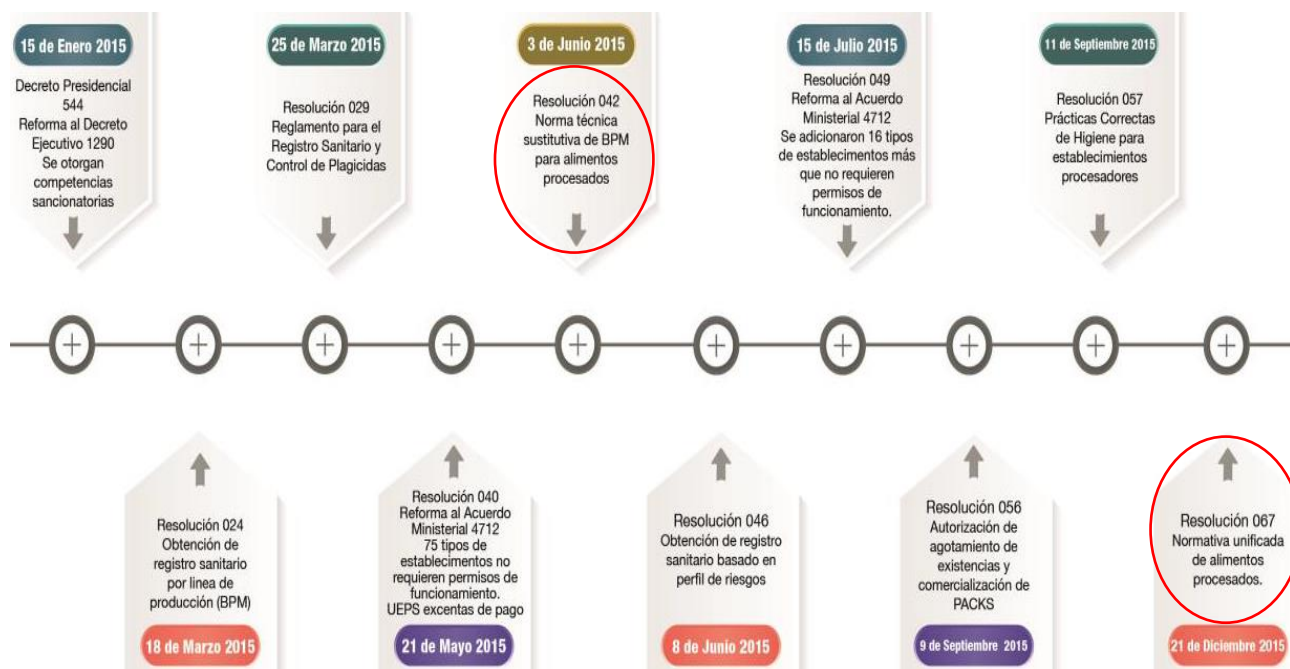 15 de Enero 2015
Decreto Presidencial
544
Reforma al Decreto
Ejecutivo 1290
Se otorgan
competencias
sancionatorias
25 de Marzo 2015
Resolución 029
Reglamento para el
Registro Sanitario y
Control de Plagicidas
3 de Junio 2015
Resolución 042
Norma técnica
sustitutiva de BPM
para alimentos
procesados
15 de Julio 2015
Resolución 049
Reforma al Acuerdo
Ministerial 4712
Se adicionaron 16 tipos
de establecimentos más
que no requieren
permisos de
funcionamiento.
11 de Septiembre 2015
Resolución 057
Prácticas Correctas
de Higiene para
establecimientos
procesadores
Resolución 024
Obtención de
registro sanitario
por linea de
producción (BPM)
18 de Marzo 2015
Resolución 040
Reforma al Acuerdo
Ministerial 4712
75 tipos de
establecimentos no
requieren permisos de
funcionamiento.
UEPS excentas de pago
21 de Mayo 2015
Resolución 046
Obtención de registro
sanitario basado en
perfil de riesgos
8 de Junio 2015
Resolución 056
Autorización de
agotamiento de
existencias y
comercialización de
PACKS
9 de Septiembre 2015
Resolución 067
Normativa unificada
de alimentos
procesados.
21 de Diciembre 2015